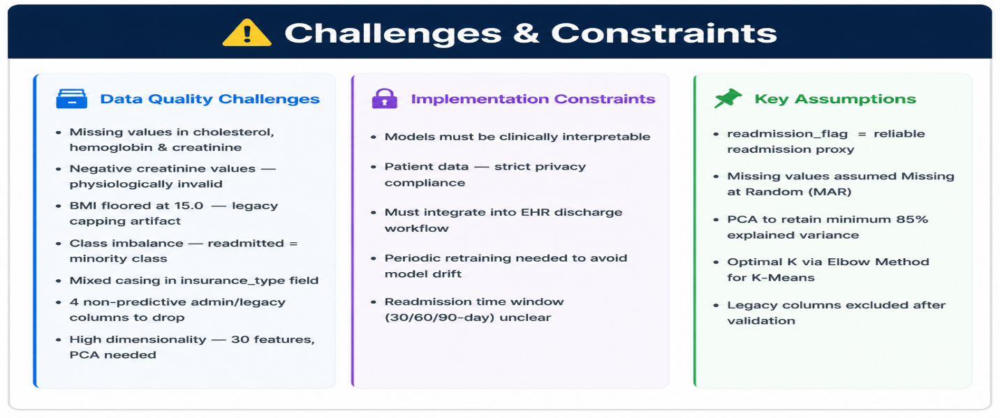 Challenges & Constraints
Data Quality Challenges
• Missing values in cholesterol,
hemoglobin & creatinine
• Negative creatinine values —
physiologically invalid
• BMI floored at 15.0 — legacy
capping artifact
• Class imbalance — readmitted =
minority class
• Mixed casing in insurance_type field
• 4 non-predictive admin/legacy
columns to drop
• High dimensionality — 30 features,
PCA needed
Implementation Constraints
• Models must be clinically interpretable
• Patient data — strict privacy
compliance
• Must integrate into EHR discharge
workflow
• Periodic retraining needed to avoid
model drift
• Readmission time window
(30/60/90-day) unclear
Key Assumptions
• readmission_flag = reliable
readmission proxy
• Missing values assumed Missing
at Random (MAR)
• PCA to retain minimum 85%
explained variance
• Optimal K via Elbow Method
for K-Means
• Legacy columns excluded after
validation